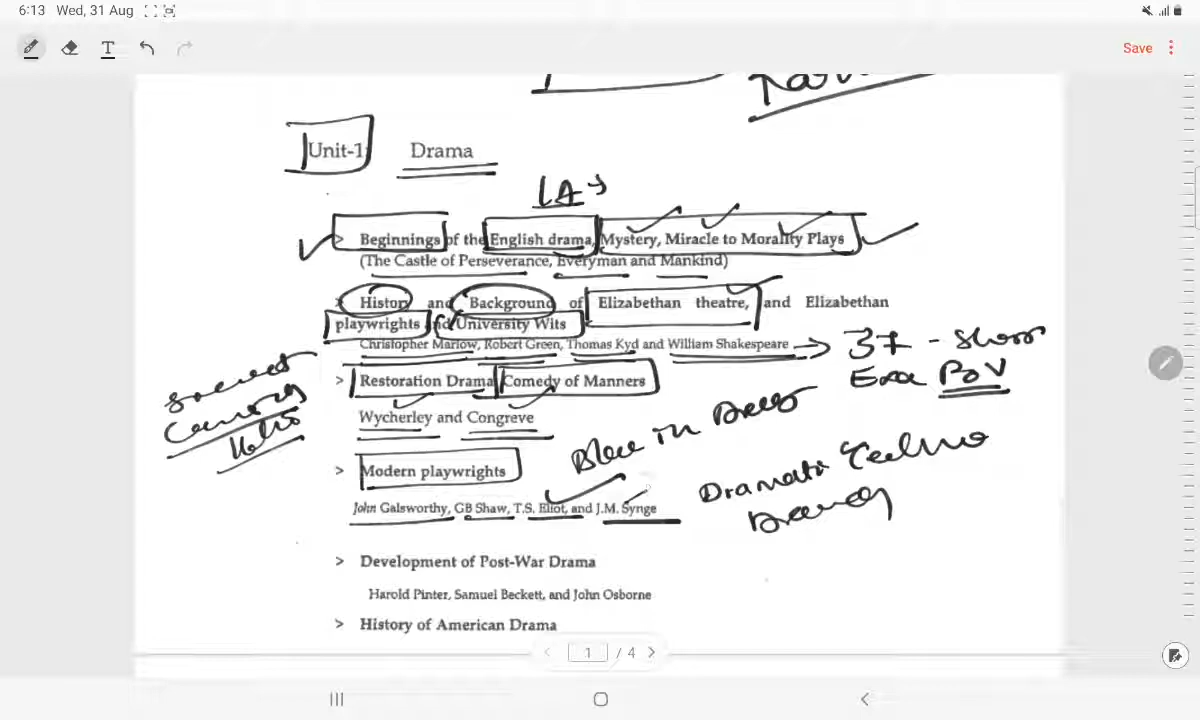 6:13 Wed, 31 Aug
T
Save
Unit-1 Drama
LA →
> Beginnings of the English drama, Mystery, Miracle to Morality Plays
(The Castle of Perseverance, Everyman and Mankind)
> History and Background of Elizabethan theatre, and Elizabethan
playwrights and University Wits
Christopher Marlow, Robert Green, Thomas Kyd and William Shakespeare → 37 -
PoV
> Restoration Drama Comedy of Manners
Wycherley and Congreve
> Modern playwrights
in
Dramatic
John Galsworthy, GB Shaw, T.S. Eliot, and J.M. Synge
> Development of Post-War Drama
Harold Pinter, Samuel Beckett, and John Osborne
> History of American Drama
< 1 / 4 >